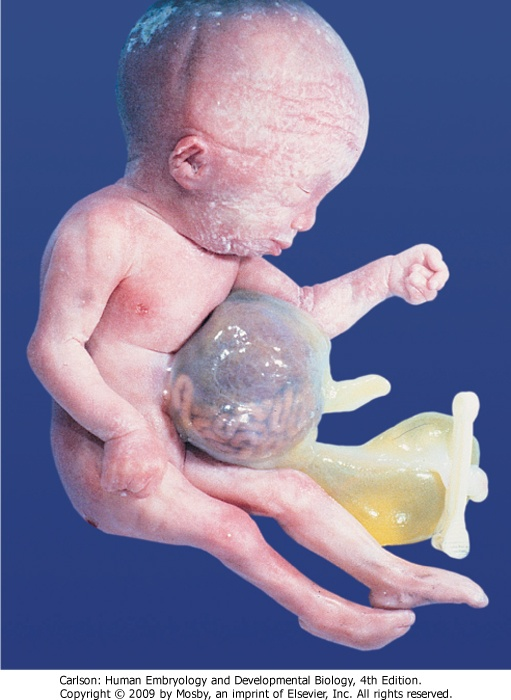 Carlson: Human Embryology and Developmental Biology, 4th Edition.
Copyright © 2009 by Mosby, an imprint of Elsevier, Inc. All rights reserved.